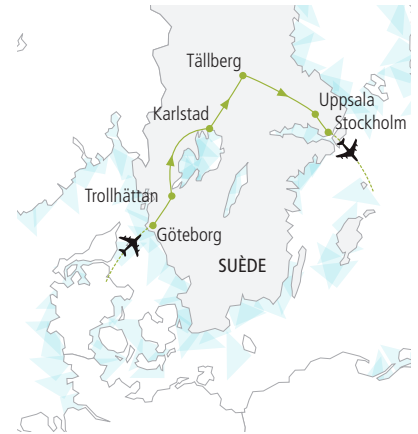 Tällberg
Uppsala
Karlstad
Stockholm
Trollhättan
Göteborg
SUÈDE